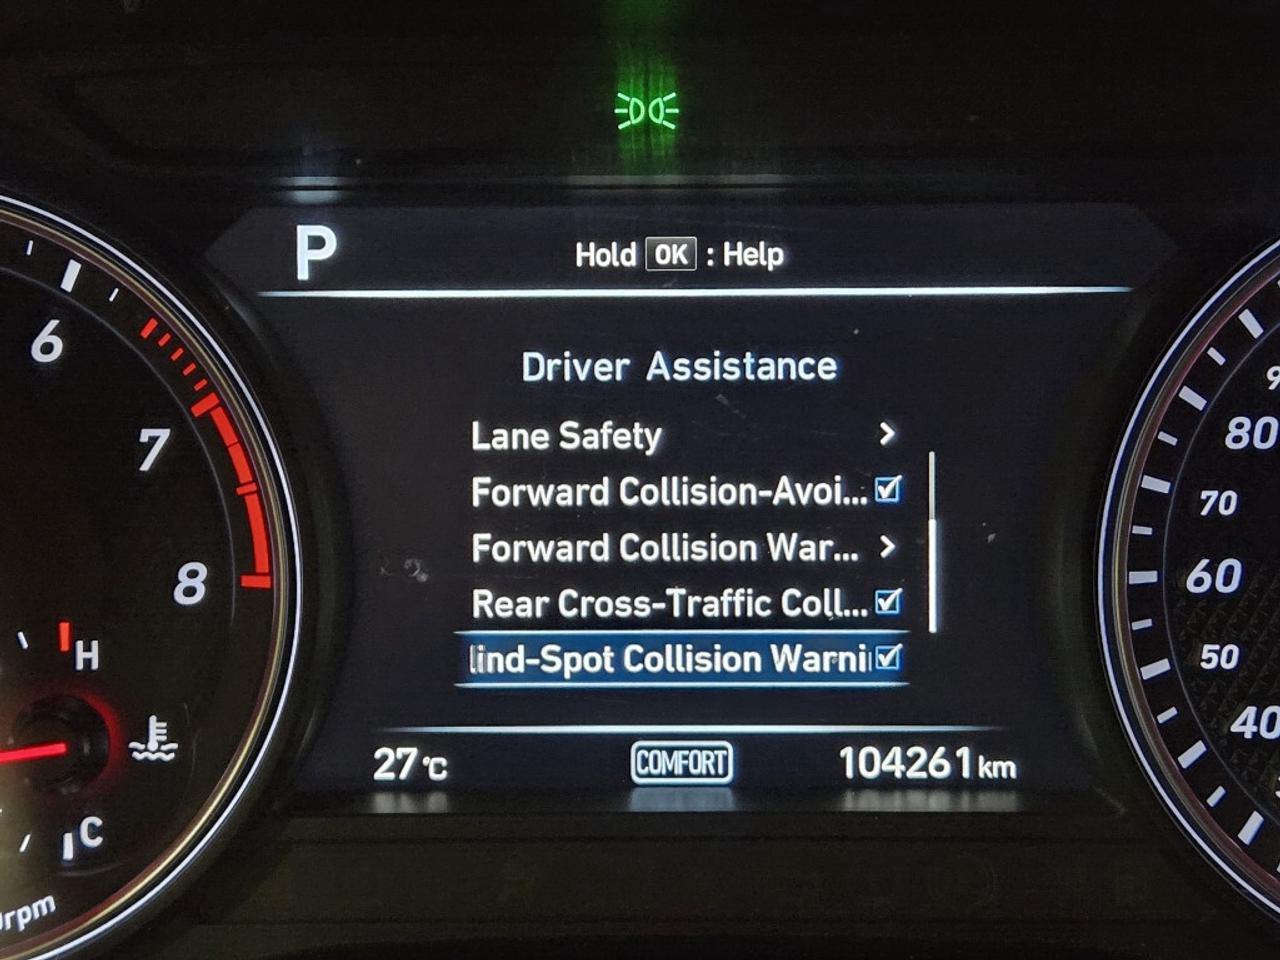 P
Hold OK : Help
Driver Assistance
Lane Safety >
Forward Collision-Avoi...
Forward Collision War... >
Rear Cross-Traffic Coll...
lind-Spot Collision Warni
27 °C
COMFORT
104261 km
6
7
8
H
C
rpm
9
80
70
60
50
40